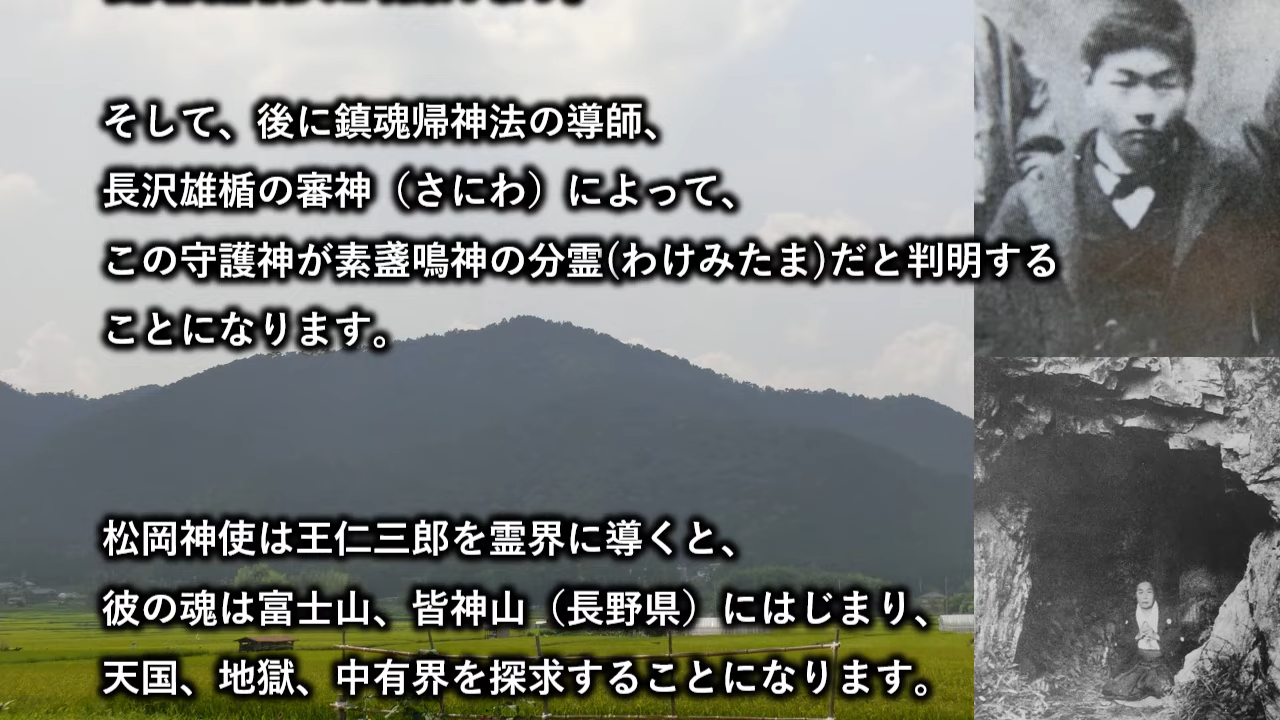 そして、後に鎮魂帰神法の導師、
長沢雄楯の審神（さにわ）によって、
この守護神が素盞鳴神の分霊(わけみたま)だと判明する
ことになります。
松岡神使は王仁三郎を霊界に導くと、
彼の魂は富士山、皆神山（長野県）にはじまり、
天国、地獄、中有界を探求することになります。